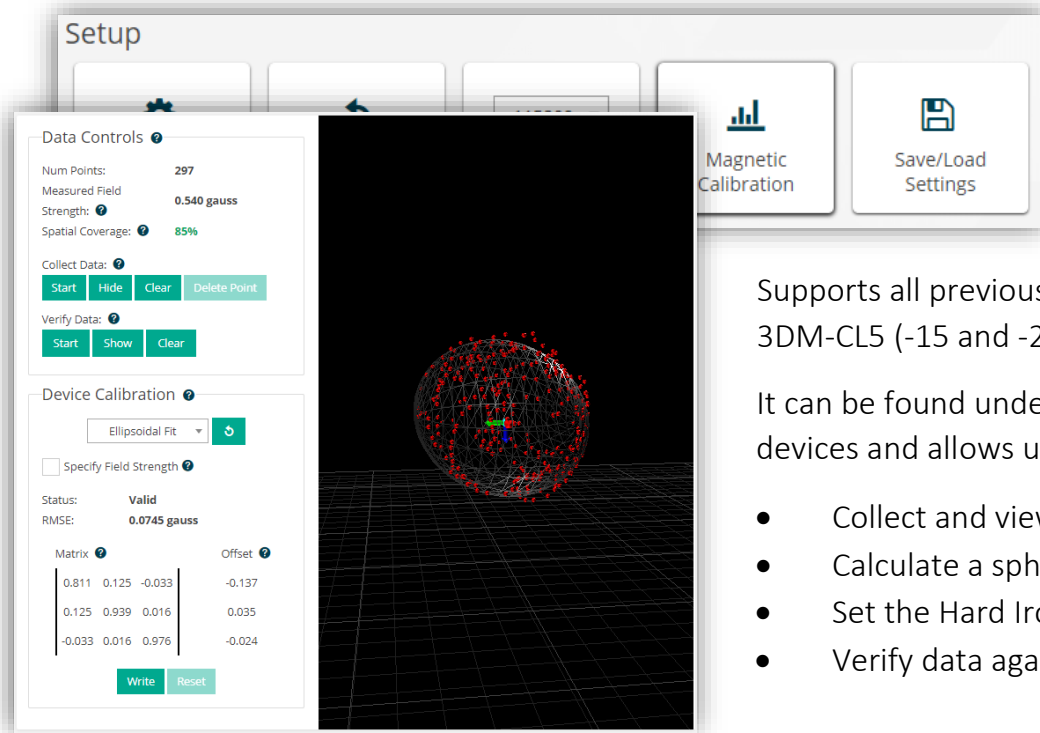 Setup
Magnetic
Calibration
Save/Load
Settings
Data Controls
Num Points: 297
Measured Field
Strength: 0.540 gauss
Spatial Coverage: 85%
Collect Data:
Start Hide Clear Delete Point
Verify Data:
Start Show Clear
Device Calibration
Ellipsoidal Fit
Specify Field Strength
Status: Valid
RMSE: 0.0745 gauss
Matrix Offset
0.811 0.125 -0.033 -0.137
0.125 0.939 0.016 0.035
-0.033 0.016 0.976 -0.024
Write Reset
Supports all previous
3DM-CL5 (-15 and -2
It can be found unde
devices and allows u
• Collect and view
• Calculate a sph
• Set the Hard Iro
• Verify data aga